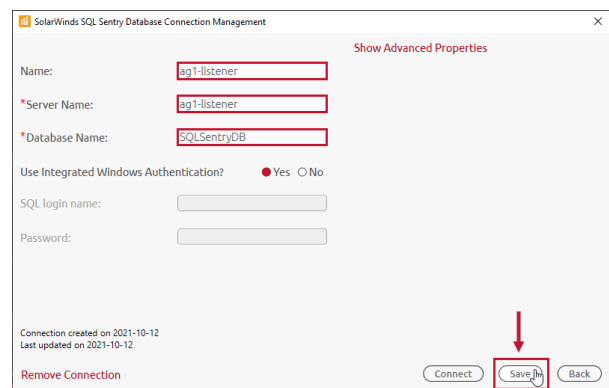 SolarWinds SQL Sentry Database Connection Management
Show Advanced Properties
Name: ag1-listener
*Server Name: ag1-listener
*Database Name: SQLSentryDB
Use Integrated Windows Authentication? Yes No
SQL login name:
Password:
Connection created on 2021-10-12
Last updated on 2021-10-12
Remove Connection Connect Save Back